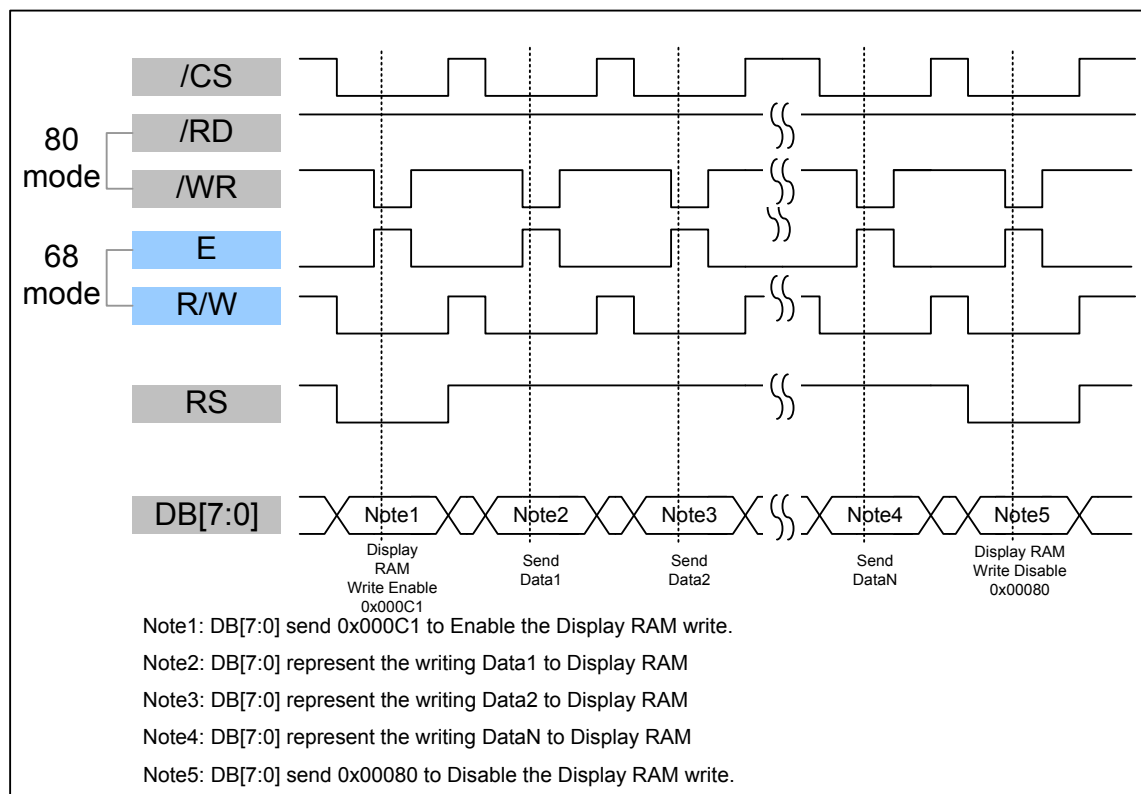 /CS
80
mode
/RD
/WR
68
mode
E
R/W
RS
DB[7:0]
Note1
Note2
Note3
Note4
Note5
Display
RAM
Write Enable
0x000C1
Send
Data1
Send
Data2
Send
DataN
Display RAM
Write Disable
0x00080
Note1: DB[7:0] send 0x000C1 to Enable the Display RAM write.
Note2: DB[7:0] represent the writing Data1 to Display RAM
Note3: DB[7:0] represent the writing Data2 to Display RAM
Note4: DB[7:0] represent the writing DataN to Display RAM
Note5: DB[7:0] send 0x00080 to Disable the Display RAM write.